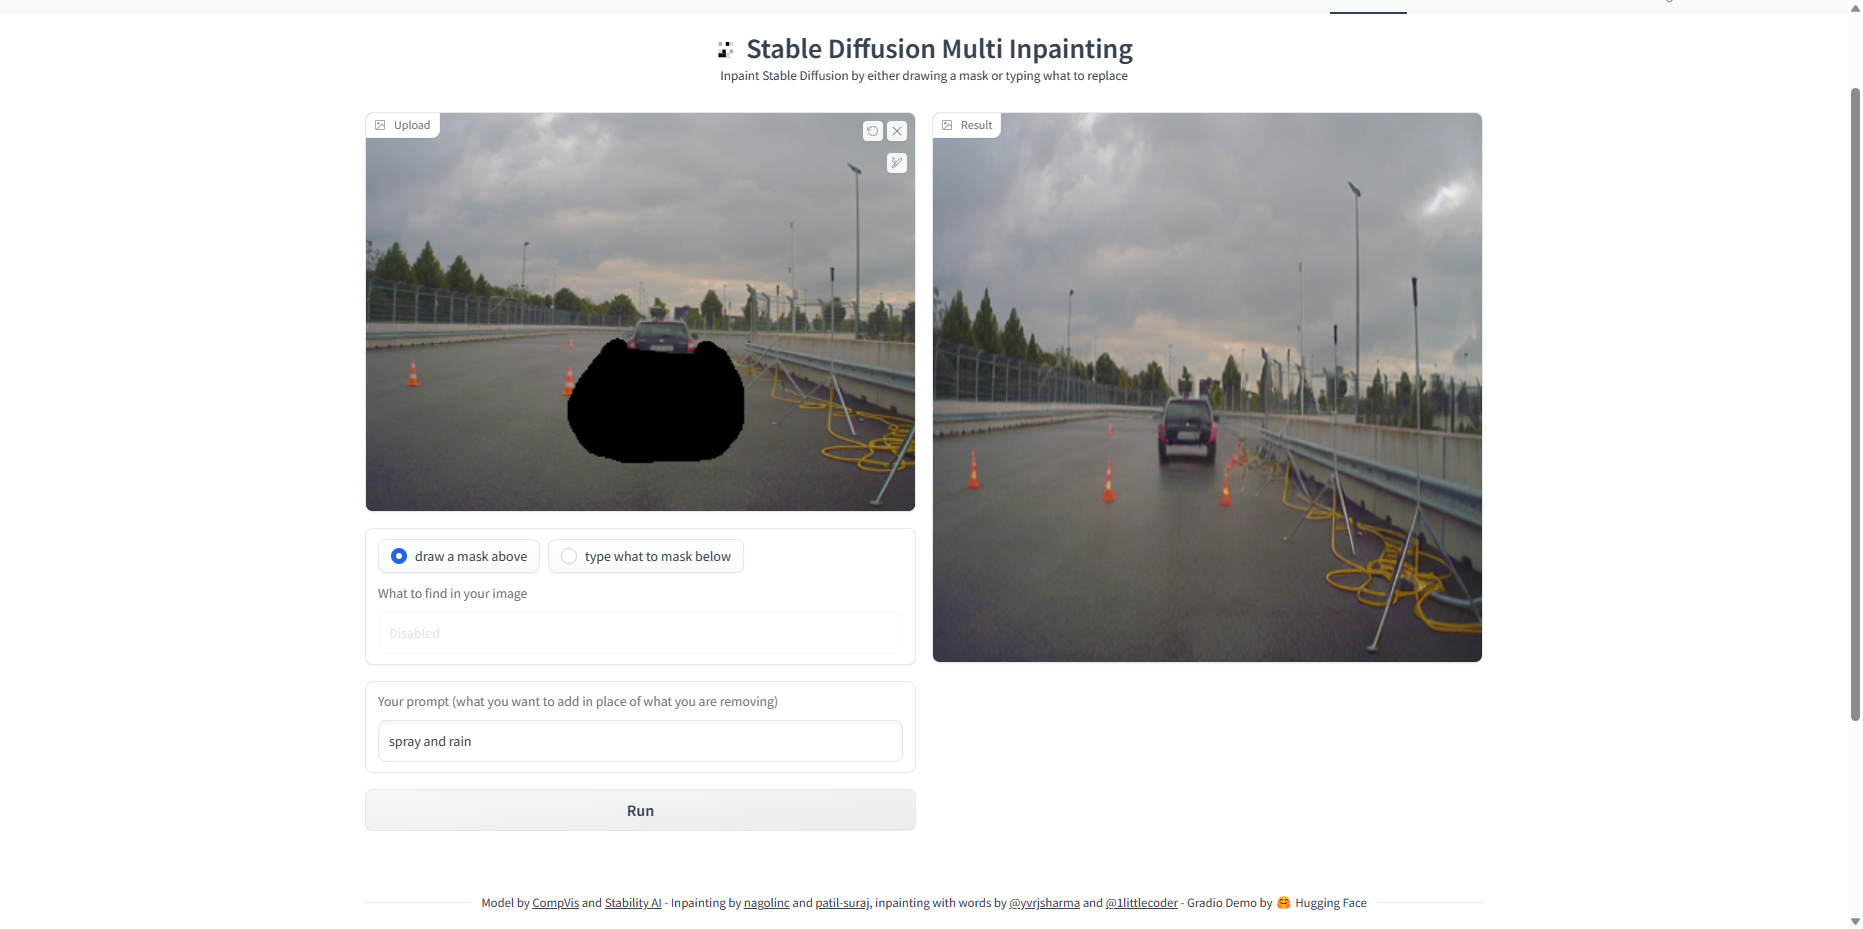 Stable Diffusion Multi Inpainting
Inpaint Stable Diffusion by either drawing a mask or typing what to replace
Upload
Result
draw a mask above
type what to mask below
What to find in your image
Disabled
Your prompt (what you want to add in place of what you are removing)
spray and rain
Run
Model by CompVis and Stability AI - Inpainting by nagolinc and patil-suraj, inpainting with words by @yvrjsharma and @1littlecoder - Gradio Demo by 🤗 Hugging Face